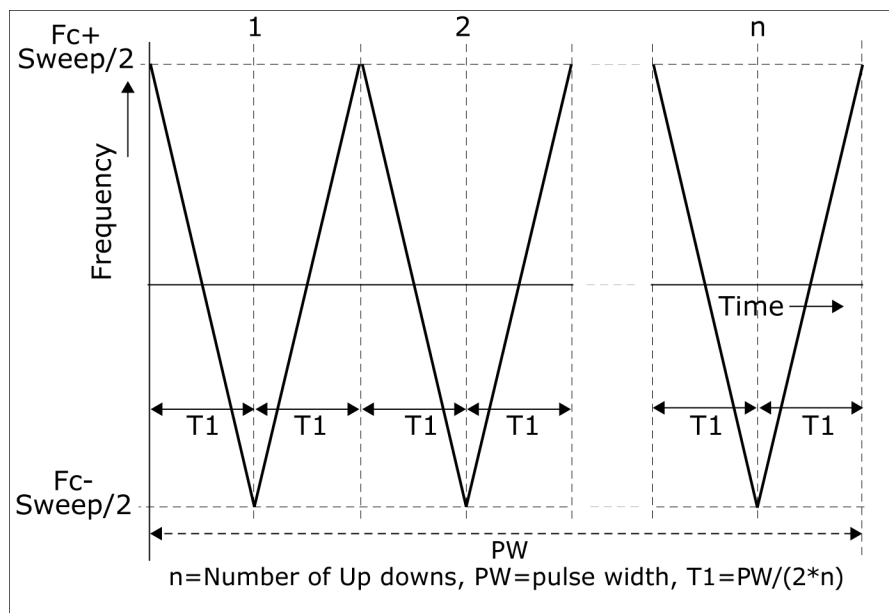 Fc+
Sweep/2
1
2
n
Frequency
Time
T1
T1
T1
T1
T1
T1
Fc-
Sweep/2
PW
n=Number of Up downs, PW=pulse width, T1=PW/(2*n)